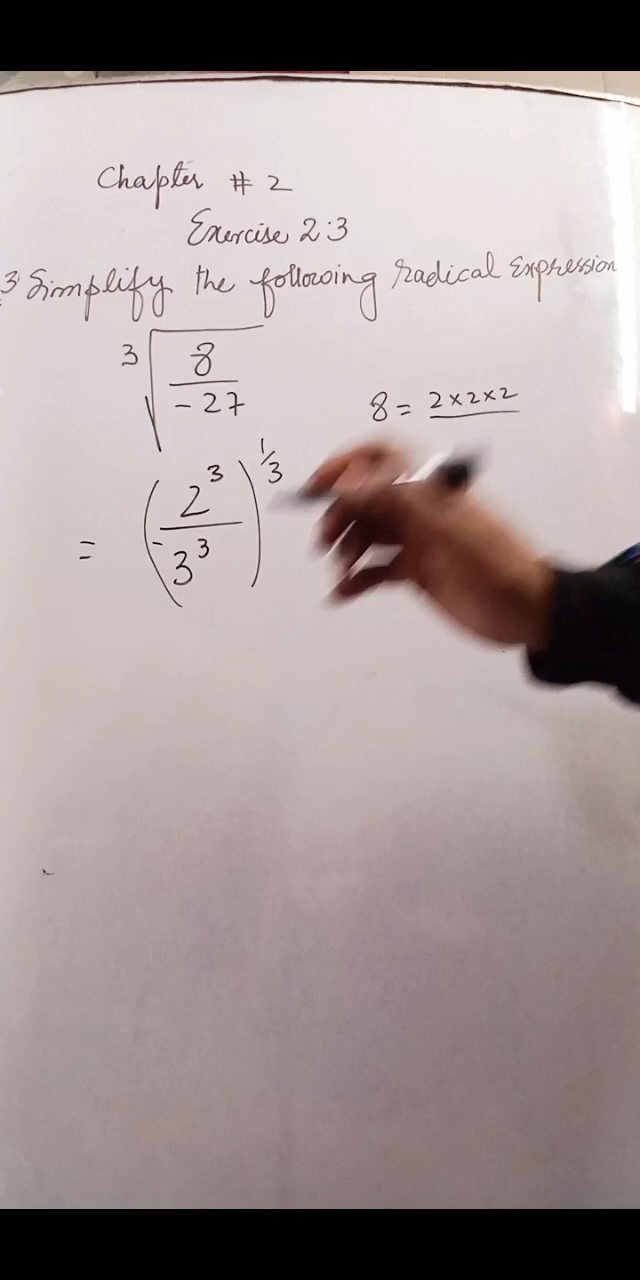 Chapter # 2
Exercise 2.3
3 Simplify the following radical Expression
3√(8/-27)
8 = 2×2×2
= (2³/-3³)^1/3